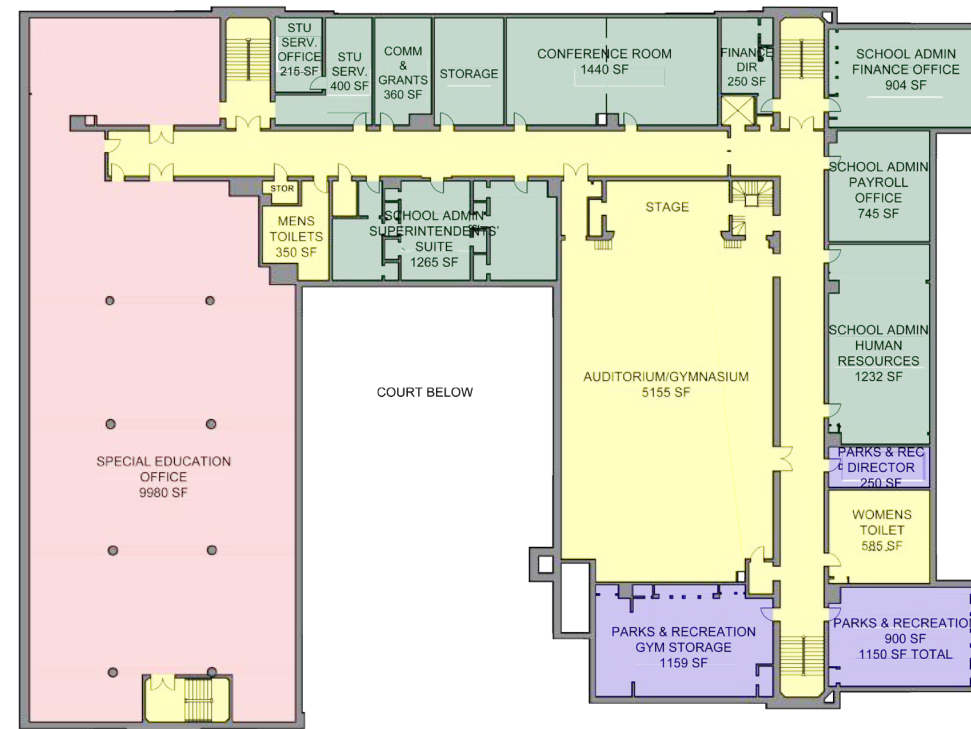 STU
SERV.
OFFICE
215 SF
STU
SERV.
400 SF
COMM
&
GRANTS
360 SF
STORAGE
CONFERENCE ROOM
1440 SF
FINANCE
DIR
250 SF
SCHOOL ADMIN
FINANCE OFFICE
904 SF
SCHOOL ADMIN
PAYROLL
OFFICE
745 SF
STOR
MENS
TOILETS
350 SF
SCHOOL ADMIN
SUPERINTENDENTS'
SUITE
1265 SF
STAGE
SCHOOL ADMIN
HUMAN
RESOURCES
1232 SF
AUDITORIUM/GYMNASIUM
5155 SF
COURT BELOW
SPECIAL EDUCATION
OFFICE
9980 SF
PARKS & REC
DIRECTOR
250 SF
WOMENS
TOILET
585 SF
PARKS & RECREATION
GYM STORAGE
1159 SF
PARKS & RECREATION
900 SF
1150 SF TOTAL